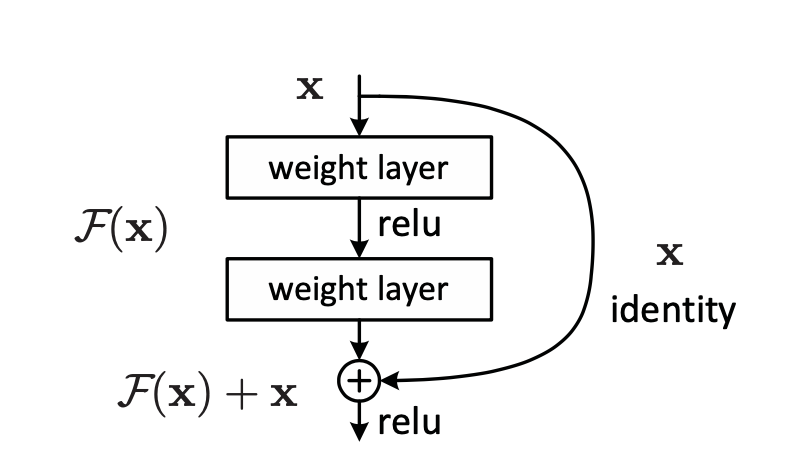 x
weight layer
relu
F(x)
weight layer
x
identity
F(x) + x
relu